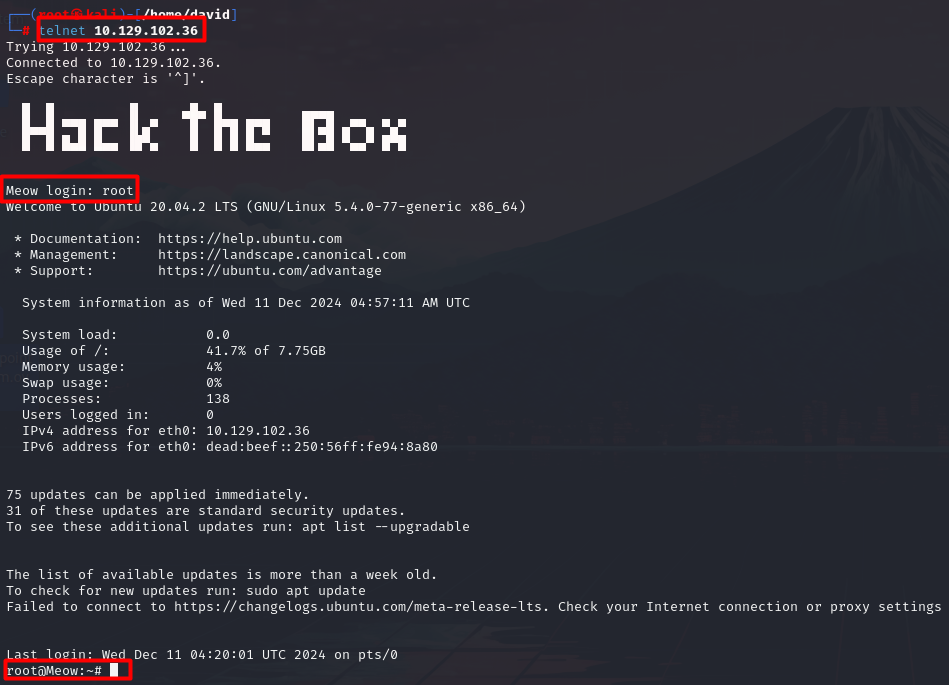 ┌──(root㉿kali)-[/home/david]
└─# telnet 10.129.102.36
Trying 10.129.102.36...
Connected to 10.129.102.36.
Escape character is '^]'.
Hack the Box
Meow login: root
Welcome to Ubuntu 20.04.2 LTS (GNU/Linux 5.4.0-77-generic x86_64)
* Documentation:  https://help.ubuntu.com
* Management:     https://landscape.canonical.com
* Support:        https://ubuntu.com/advantage
System information as of Wed 11 Dec 2024 04:57:11 AM UTC
System load:           0.0
Usage of /:            41.7% of 7.75GB
Memory usage:          4%
Swap usage:            0%
Processes:             138
Users logged in:       0
IPv4 address for eth0: 10.129.102.36
IPv6 address for eth0: dead:beef::250:56ff:fe94:8a80
75 updates can be applied immediately.
31 of these updates are standard security updates.
To see these additional updates run: apt list --upgradable
The list of available updates is more than a week old.
To check for new updates run: sudo apt update
Failed to connect to https://changelogs.ubuntu.com/meta-release-lts. Check your Internet connection or proxy settings
Last login: Wed Dec 11 04:20:01 UTC 2024 on pts/0
root@Meow:~#